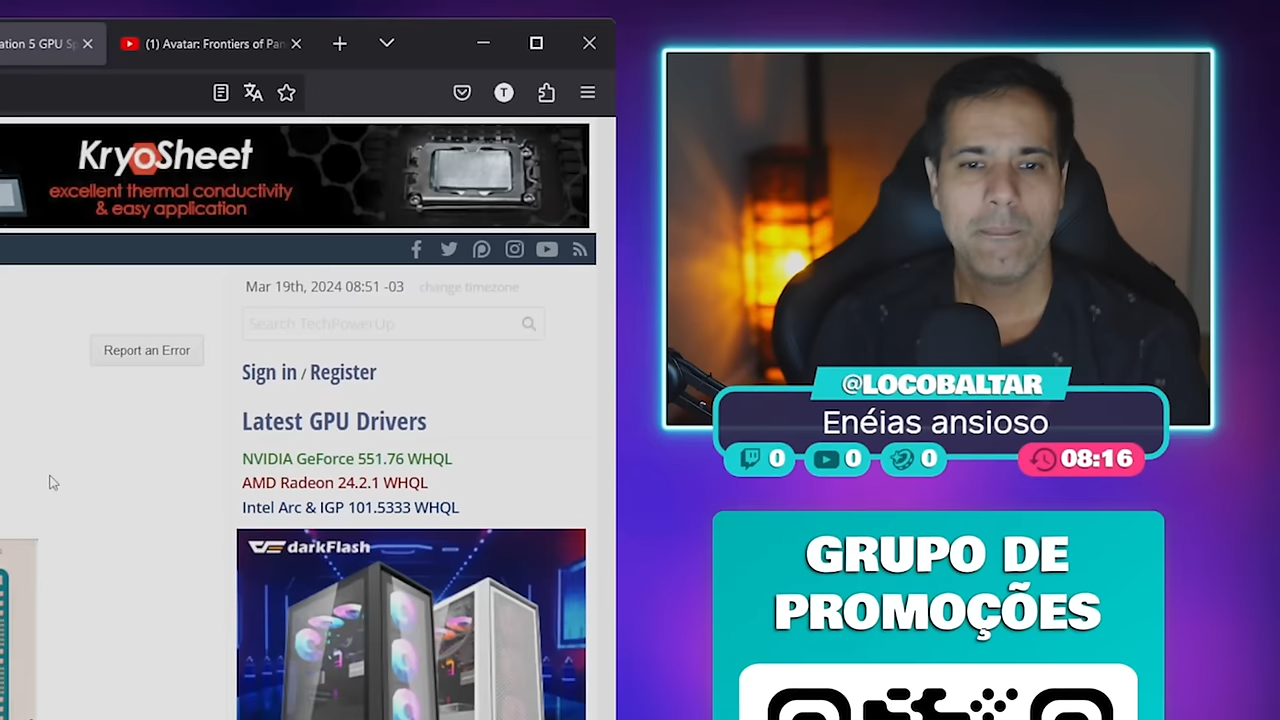 ation 5 GPU Sp
(1) Avatar: Frontiers of Pan
T
KryoSheet
excellent thermal conductivity
& easy application
Mar 19th, 2024 08:51 -03
change timezone
Search TechPowerUp
Report an Error
Sign in / Register
Latest GPU Drivers
NVIDIA GeForce 551.76 WHQL
AMD Radeon 24.2.1 WHQL
Intel Arc & IGP 101.5333 WHQL
darkFlash
@LOCOBALTAR
Enéias ansioso
0
0
0
08:16
GRUPO DE
PROMOÇÕES